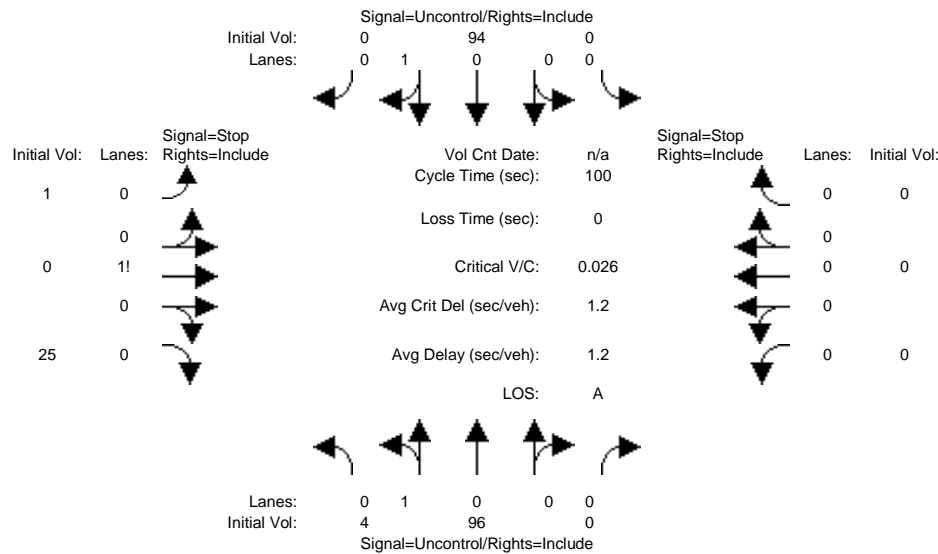 Signal=Uncontrol/Rights=Include
Initial Vol: 0 94 0
Lanes: 0 1 0 0 0
Signal=Stop Signal=Stop
Initial Vol: Lanes: Rights=Include Vol Cnt Date: n/a Rights=Include Lanes: Initial Vol:
Cycle Time (sec): 100
1 0 0 0
Loss Time (sec): 0
0 0
0 1! Critical V/C: 0.026 0 0
0 Avg Crit Del (sec/veh): 1.2 0
25 0 Avg Delay (sec/veh): 1.2 0 0
LOS: A
Lanes: 0 1 0 0 0
Initial Vol: 4 96 0
Signal=Uncontrol/Rights=Include